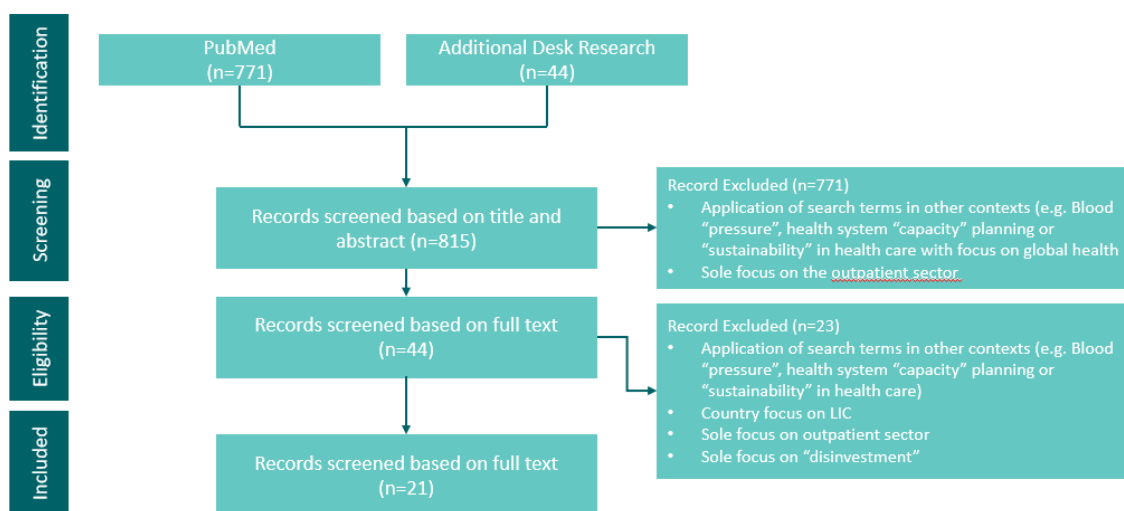 Identification
PubMed
(n=771)
Additional Desk Research
(n=44)
Screening
Records screened based on title and
abstract (n=815)
Record Excluded (n=771)
• Application of search terms in other contexts (e.g. Blood
“pressure”, health system “capacity” planning or
“sustainability” in health care with focus on global health
• Sole focus on the outpatient sector
Eligibility
Records screened based on full text
(n=44)
Record Excluded (n=23)
• Application of search terms in other contexts (e.g. Blood
“pressure”, health system “capacity” planning or
“sustainability” in health care)
• Country focus on LIC
• Sole focus on outpatient sector
• Sole focus on “disinvestment”
Included
Records screened based on full text
(n=21)